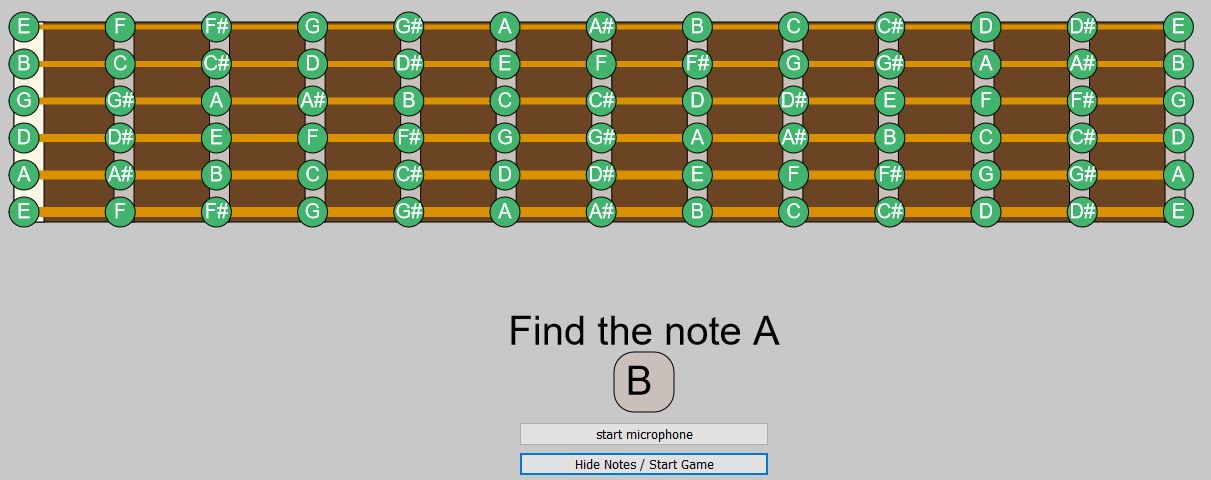 E F F# G G# A A# B C C# D D# E
B C C# D D# E F F# G G# A A# B
G G# A A# B C C# D D# E F F# G
D D# E F F# G G# A A# B C C# D
A A# B C C# D D# E F F# G G# A
E F F# G G# A A# B C C# D D# E
Find the note A
B
start microphone
Hide Notes / Start Game